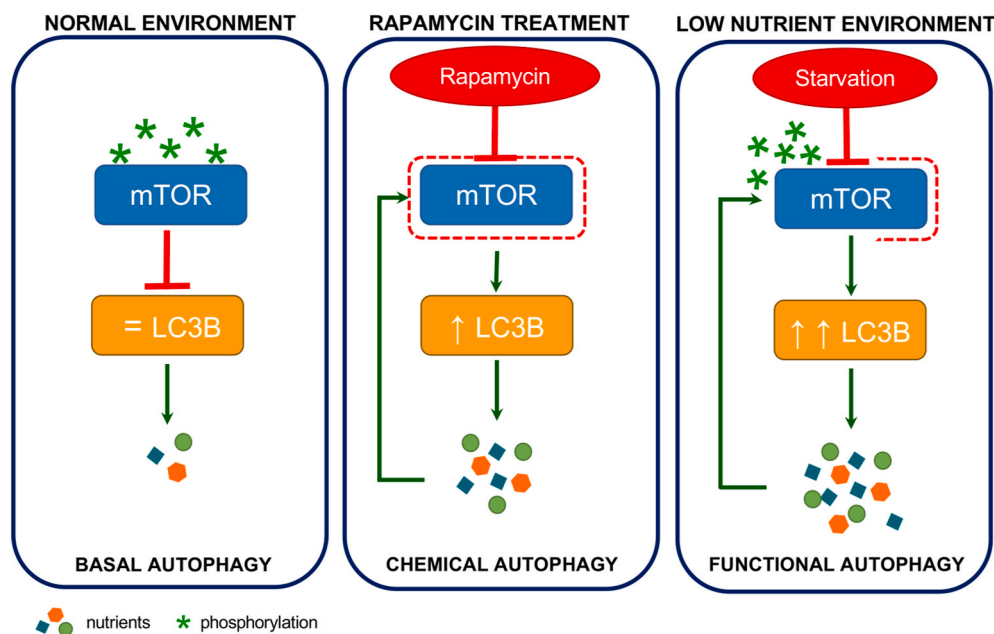 NORMAL ENVIRONMENT
RAPAMYCIN TREATMENT
LOW NUTRIENT ENVIRONMENT
Rapamycin
Starvation
mTOR
mTOR
mTOR
= LC3B
↑ LC3B
↑ ↑ LC3B
BASAL AUTOPHAGY
CHEMICAL AUTOPHAGY
FUNCTIONAL AUTOPHAGY
nutrients
* phosphorylation